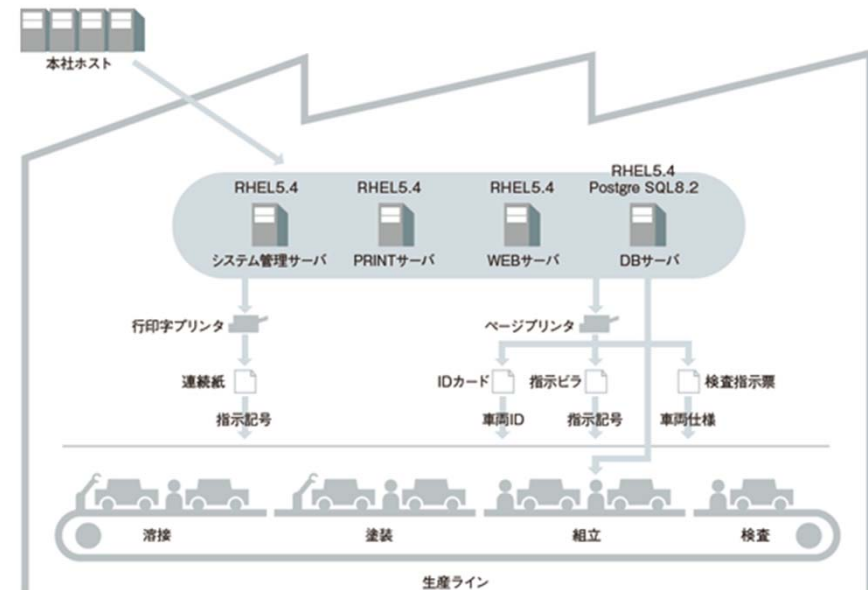 本社ホスト
RHEL5.4
RHEL5.4
RHEL5.4
RHEL5.4
Postgre SQL8.2
システム管理サーバ
PRINTサーバ
WEBサーバ
DBサーバ
行印字プリンタ
ページプリンタ
連続紙
IDカード
指示ビラ
検査指示票
指示記号
車両ID
指示記号
車両仕様
溶接
塗装
組立
検査
生産ライン